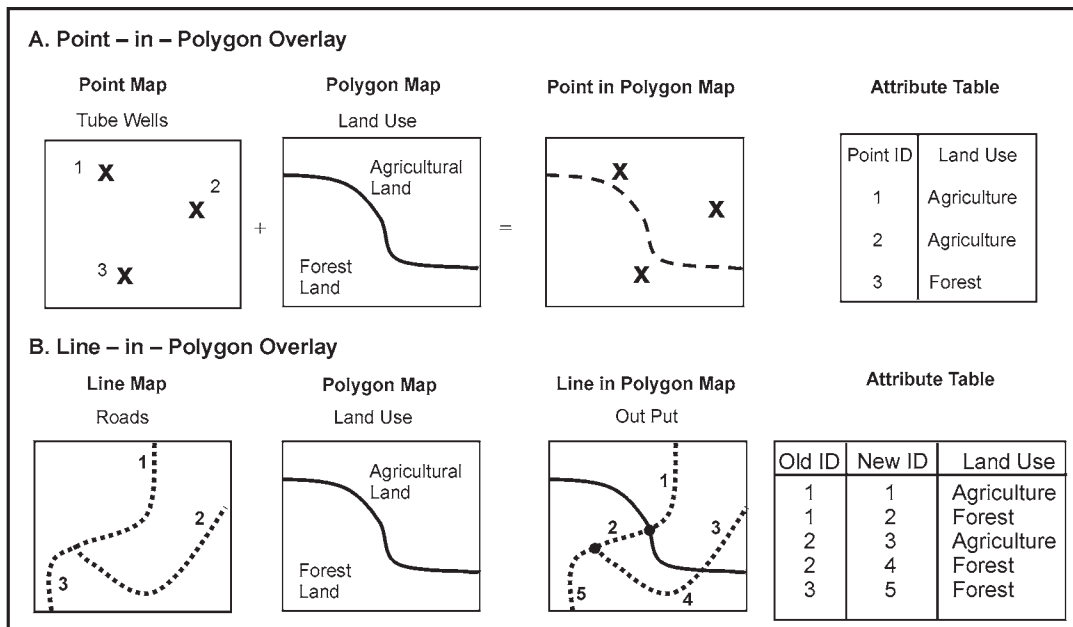 A. Point – in – Polygon Overlay
Point Map
Polygon Map
Point in Polygon Map
Attribute Table
Tube Wells
Land Use
1 X
2
X
3 X
+
Agricultural
Land
Forest
Land
=
X
X
X
Point ID Land Use
1 Agriculture
2 Agriculture
3 Forest
B. Line – in – Polygon Overlay
Line Map
Polygon Map
Line in Polygon Map
Attribute Table
Roads
Land Use
Out Put
1
2
3
Agricultural
Land
Forest
Land
1
2
3
5
4
Old ID New ID Land Use
1 1 Agriculture
1 2 Forest
2 3 Agriculture
2 4 Forest
3 5 Forest